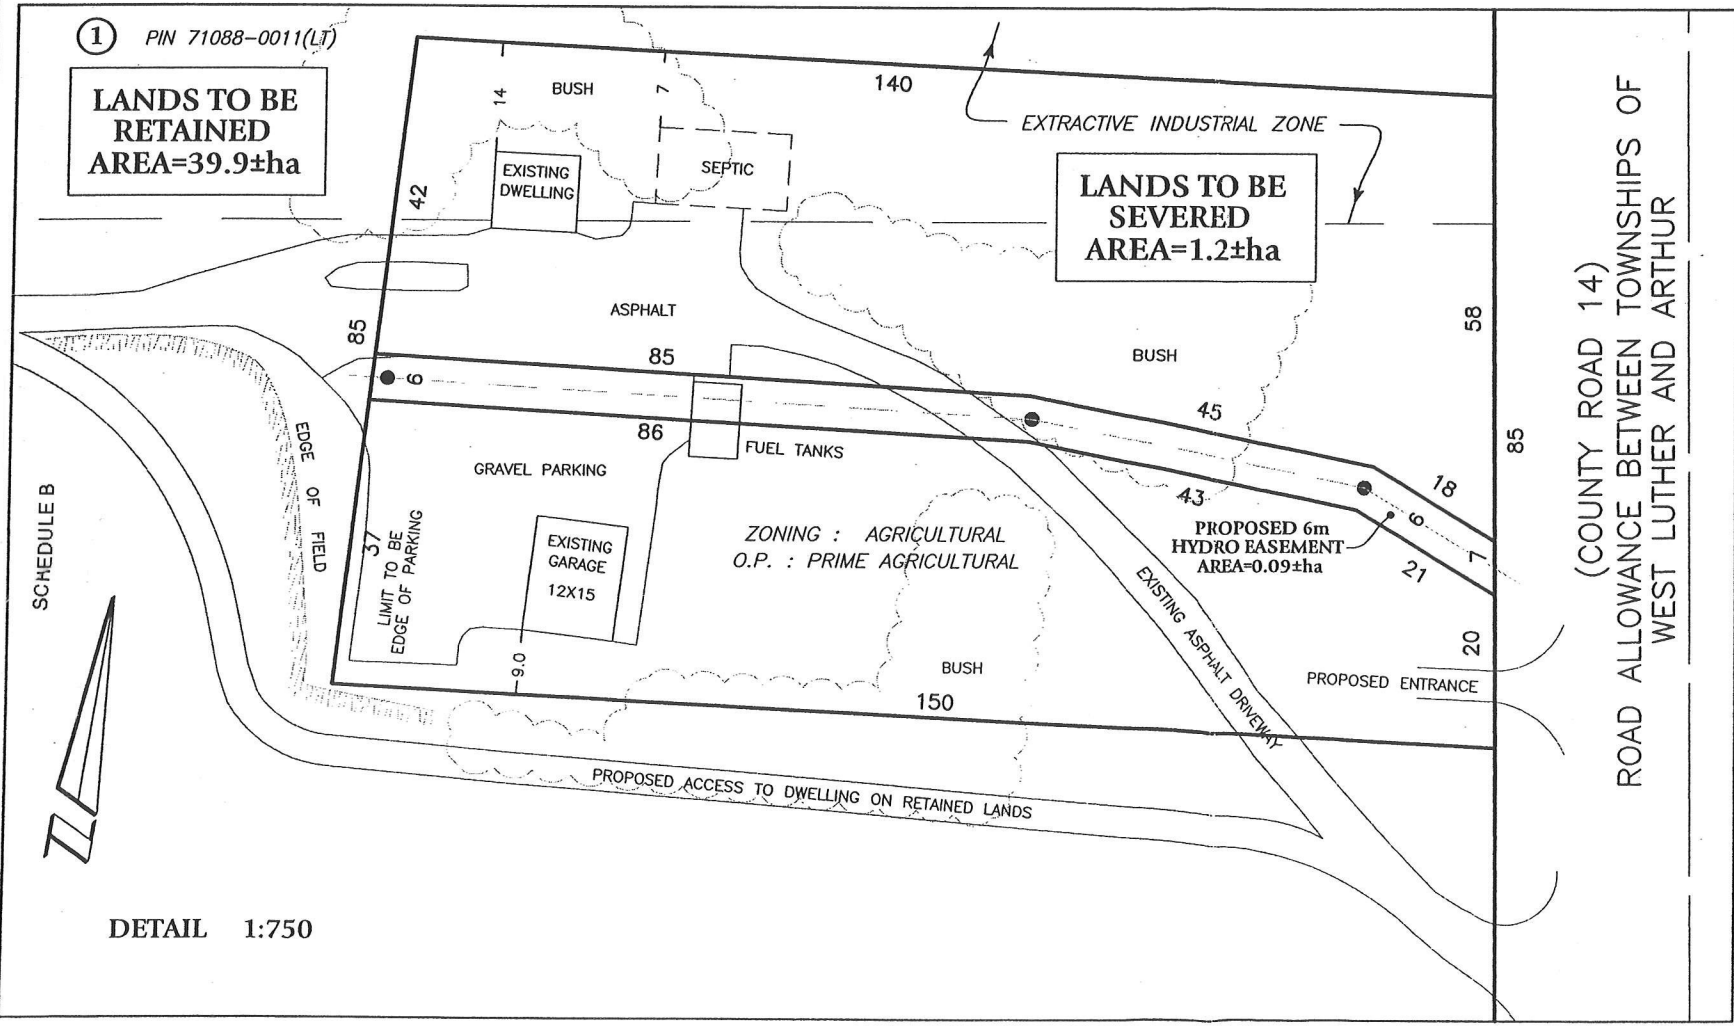 1 PIN 71088-0011(LT)
LANDS TO BE
RETAINED
AREA=39.9±ha
14
BUSH
7
140
EXTRACTIVE INDUSTRIAL ZONE
EXISTING
DWELLING
SEPTIC
LANDS TO BE
SEVERED
AREA=1.2±ha
42
ASPHALT
85
85
58
BUSH
6
86
FUEL TANKS
GRAVEL PARKING
45
43
18
6
7
21
85
PROPOSED 6m
HYDRO EASEMENT
AREA=0.09±ha
ZONING : AGRICULTURAL
O.P. : PRIME AGRICULTURAL
EDGE OF FIELD
37
LIMIT TO BE
EDGE OF PARKING
EXISTING
GARAGE
12X15
9.0
BUSH
150
EXISTING ASPHALT DRIVEWAY
20
PROPOSED ENTRANCE
PROPOSED ACCESS TO DWELLING ON RETAINED LANDS
SCHEDULE B
DETAIL 1:750
(COUNTY ROAD 14)
ROAD ALLOWANCE BETWEEN TOWNSHIPS OF
WEST LUTHER AND ARTHUR